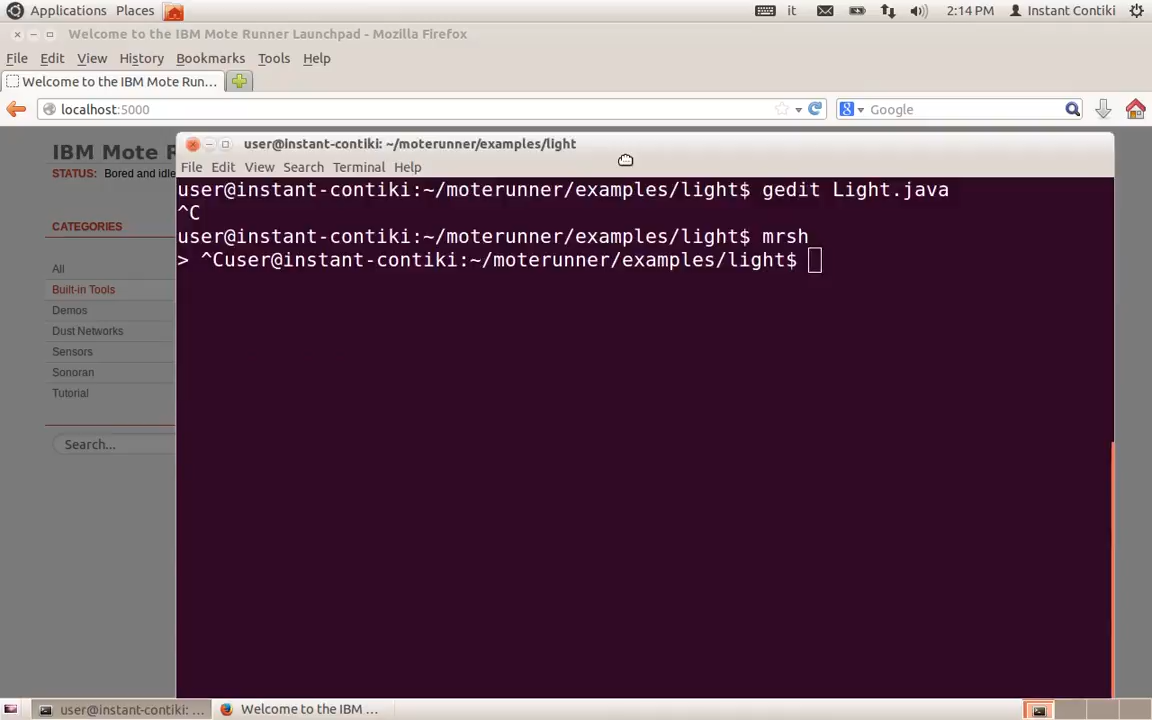 Applications Places it 2:14 PM Instant Contiki
Welcome to the IBM Mote Runner Launchpad - Mozilla Firefox
File Edit View History Bookmarks Tools Help
Welcome to the IBM Mote Run...
localhost:5000 Google
IBM Mote R
STATUS: Bored and idle
CATEGORIES
All
Built-in Tools
Demos
Dust Networks
Sensors
Sonoran
Tutorial
Search...
user@instant-contiki: ~/moterunner/examples/light
File Edit View Search Terminal Help
user@instant-contiki:~/moterunner/examples/light$ gedit Light.java
^C
user@instant-contiki:~/moterunner/examples/light$ mrsh
> ^Cuser@instant-contiki:~/moterunner/examples/light$
user@instant-contiki: ... Welcome to the IBM ...